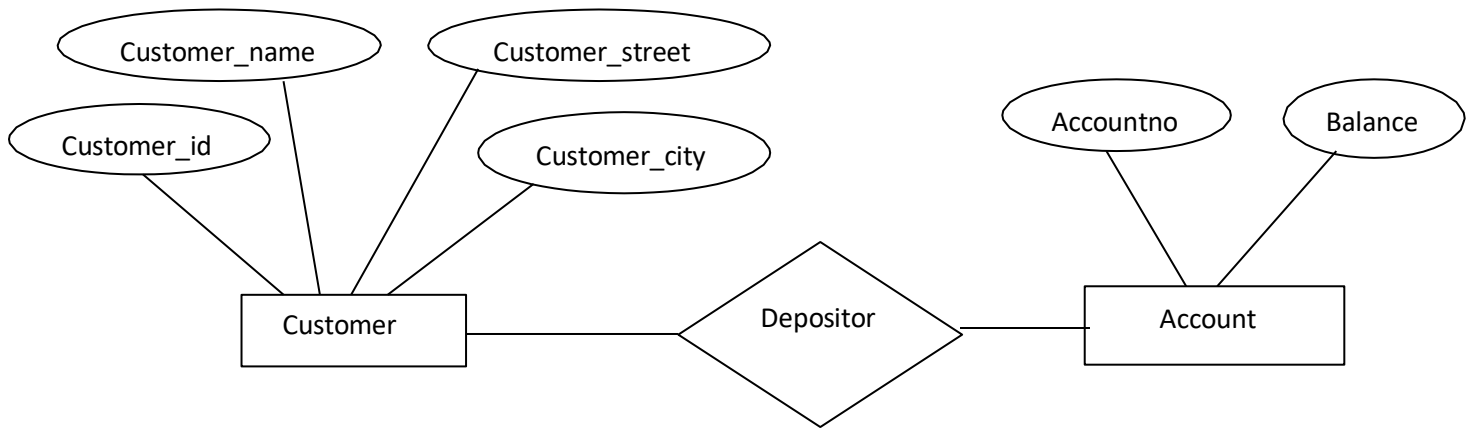 Customer_name
Customer_street
Customer_id
Customer_city
Accountno
Balance
Customer
Depositor
Account